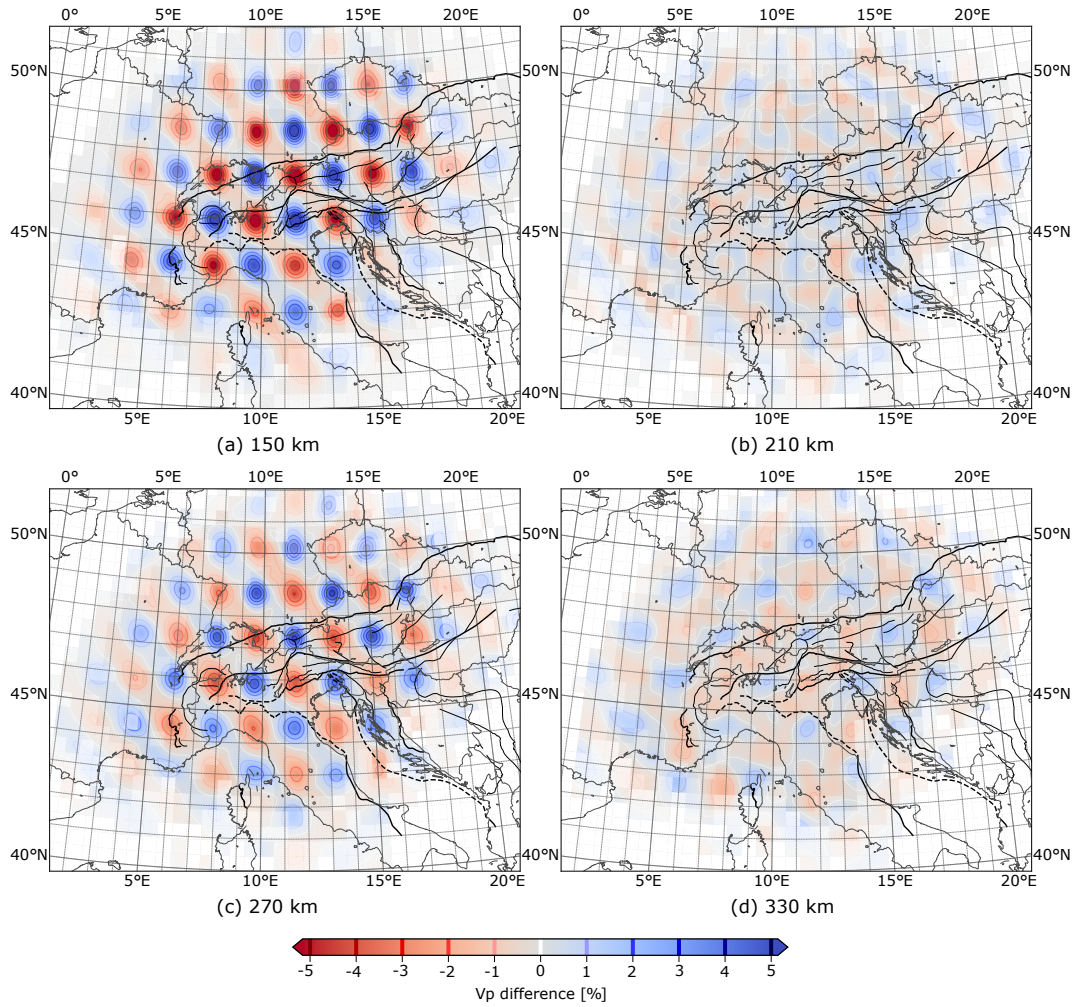 0° 5°E 10°E 15°E 20°E 0° 5°E 10°E 15°E 20°E
50°N 50°N
45°N 45°N
40°N 40°N
5°E 10°E 15°E 20°E 5°E 10°E 15°E 20°E
(a) 150 km (b) 210 km
0° 5°E 10°E 15°E 20°E 0° 5°E 10°E 15°E 20°E
50°N 50°N
45°N 45°N
40°N 40°N
5°E 10°E 15°E 20°E 5°E 10°E 15°E 20°E
(c) 270 km (d) 330 km
-5 -4 -3 -2 -1 0 1 2 3 4 5
Vp difference [%]